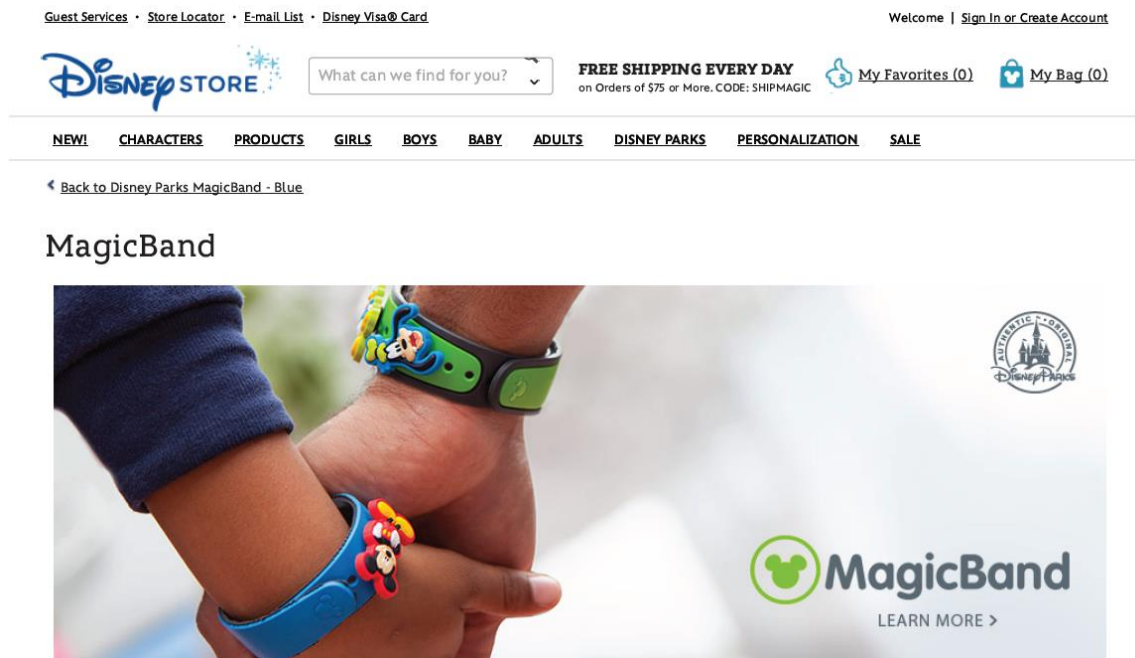 Guest Services • Store Locator • E-mail List • Disney Visa® Card
Welcome | Sign In or Create Account
Disney STORE
What can we find for you?
FREE SHIPPING EVERY DAY
on Orders of $75 or More. CODE: SHIPMAGIC
My Favorites (0)
My Bag (0)
NEW! CHARACTERS PRODUCTS GIRLS BOYS BABY ADULTS DISNEY PARKS PERSONALIZATION SALE
Back to Disney Parks MagicBand - Blue
MagicBand
AUTHENTIC • ORIGINAL
Disney Parks
MagicBand
LEARN MORE >